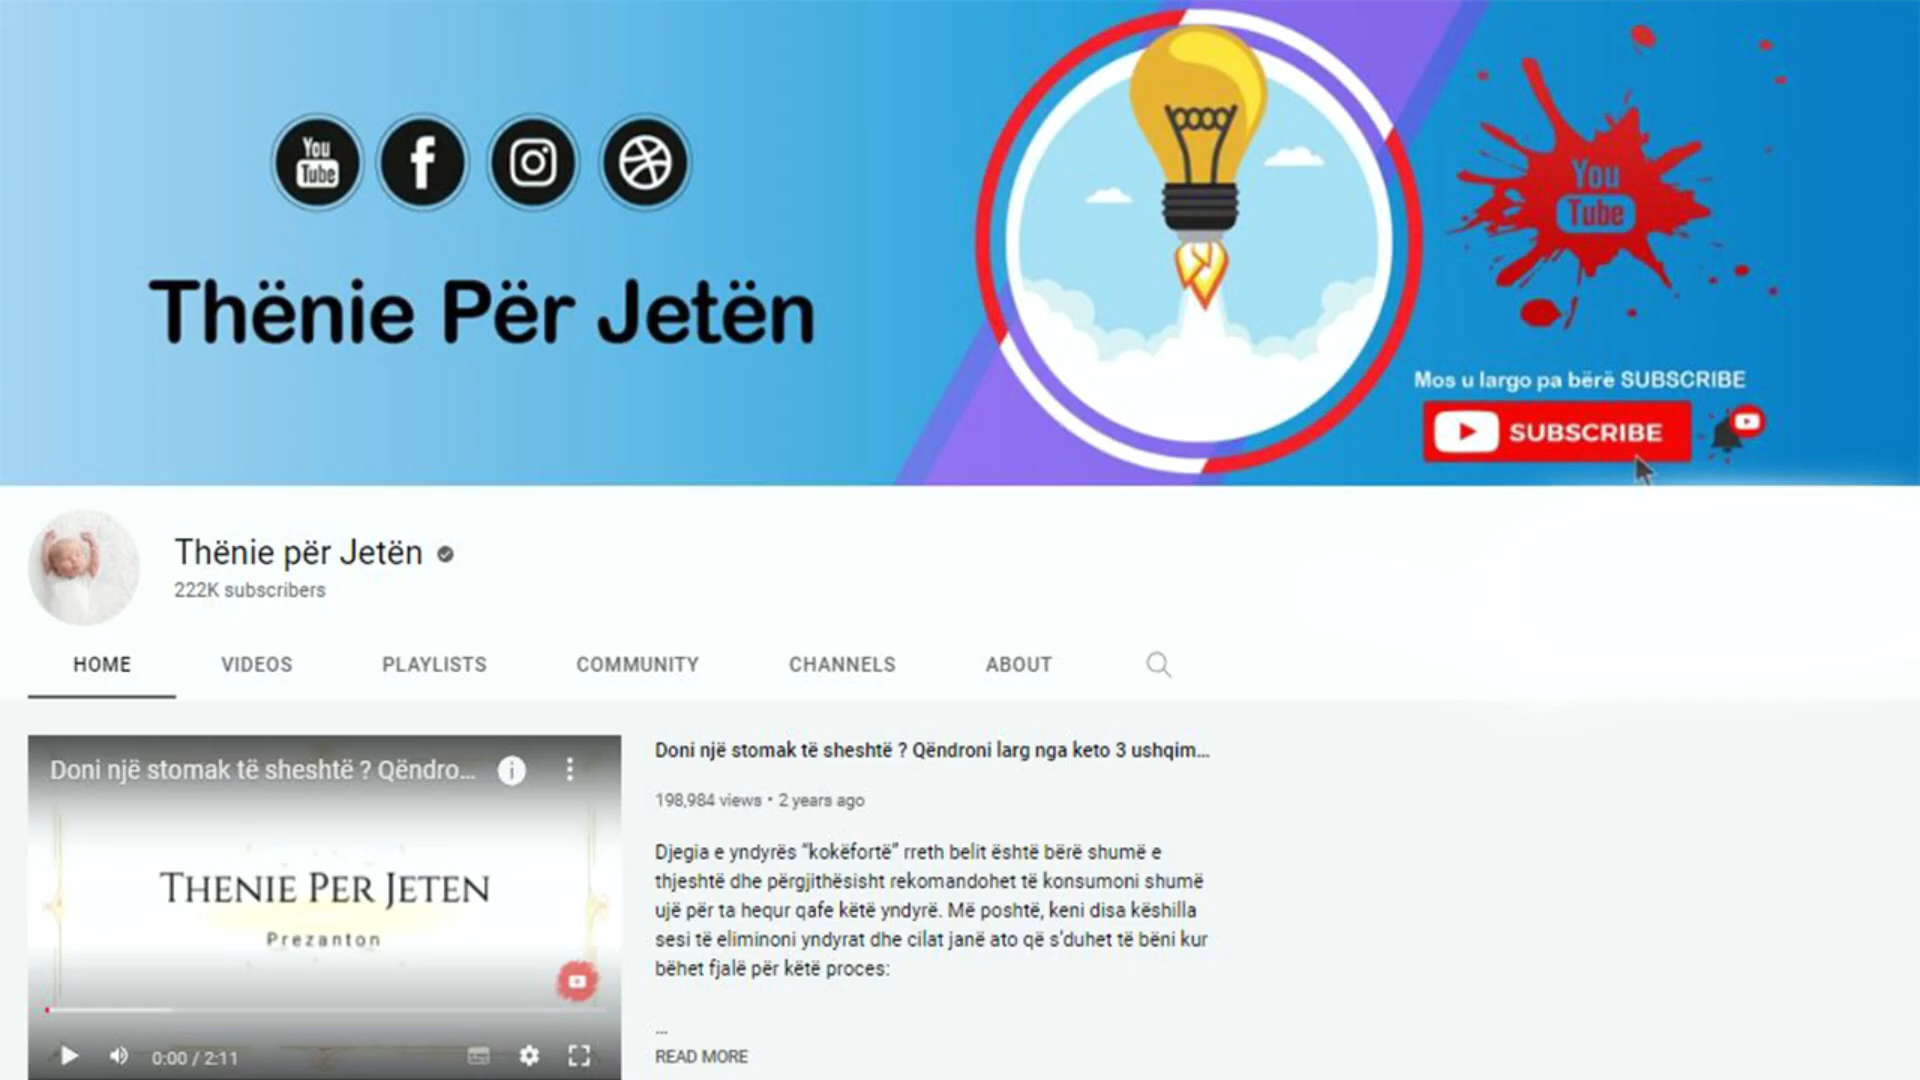 You
Tube
Thënie Për Jetën
You
Tube
Mos u largo pa bërë SUBSCRIBE
SUBSCRIBE
Thënie për Jetën
222K subscribers
HOME
VIDEOS
PLAYLISTS
COMMUNITY
CHANNELS
ABOUT
Doni një stomak të sheshtë ? Qëndro...
THENIE PER JETEN
Prezanton
0:00 / 2:11
Doni një stomak të sheshtë ? Qëndroni larg nga keto 3 ushqim...
198,984 views • 2 years ago
Djegia e yndyrës “kokëfortë” rreth belit është bërë shumë e
thjeshtë dhe përgjithësisht rekomandohet të konsumoni shumë
ujë për ta hequr qafe këtë yndyrë. Më poshtë, keni disa këshilla
sesi të eliminoni yndyrat dhe cilat janë ato që s'duhet të bëni kur
bëhet fjalë për këtë proces:
...
READ MORE